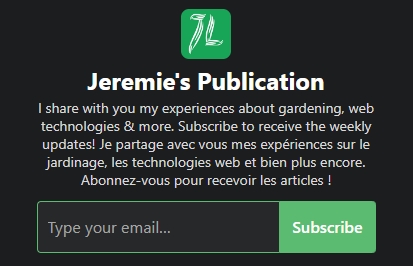 JL
Jeremie's Publication
I share with you my experiences about gardening, web
technologies & more. Subscribe to receive the weekly
updates! Je partage avec vous mes expériences sur le
jardinage, les technologies web et bien plus encore.
Abonnez-vous pour recevoir les articles !
Type your email...
Subscribe